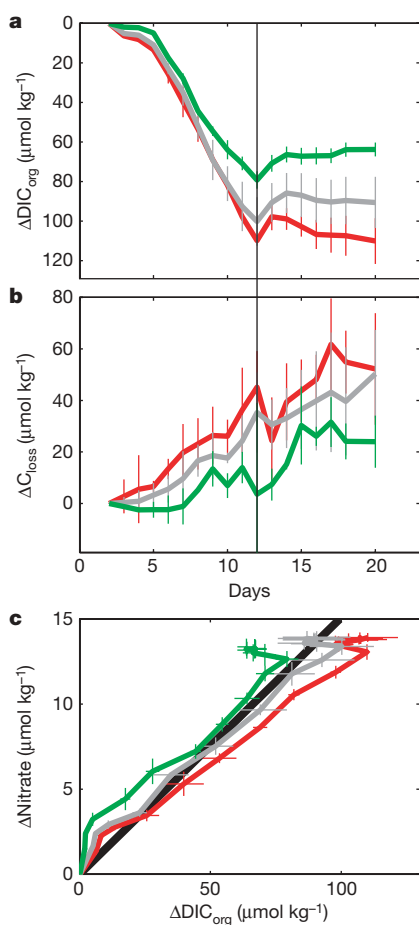 a
0
20
40
60
80
100
120
ΔDIC_org (μmol kg⁻¹)
b
80
60
40
20
0
ΔC_loss (μmol kg⁻¹)
0 5 10 15 20
Days
c
15
10
5
0
ΔNitrate (μmol kg⁻¹)
0 50 100
ΔDIC_org (μmol kg⁻¹)